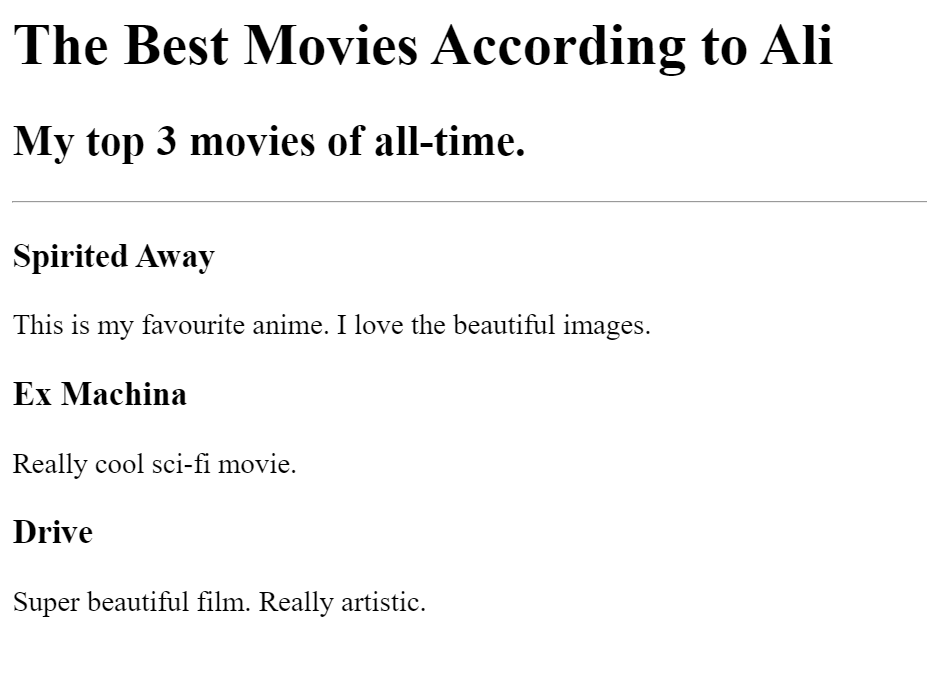 The Best Movies According to Ali
My top 3 movies of all-time.
Spirited Away
This is my favourite anime. I love the beautiful images.
Ex Machina
Really cool sci-fi movie.
Drive
Super beautiful film. Really artistic.